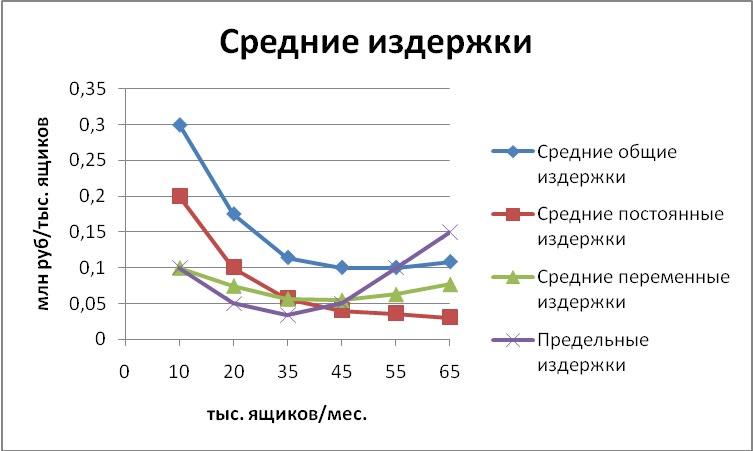 Средние издержки
млн руб/тыс. ящиков
0,35
0,3
0,25
0,2
0,15
0,1
0,05
0
0 10 20 35 45 55 65
тыс. ящиков/мес.
Средние общие
издержки
Средние постоянные
издержки
Средние переменные
издержки
Предельные
издержки